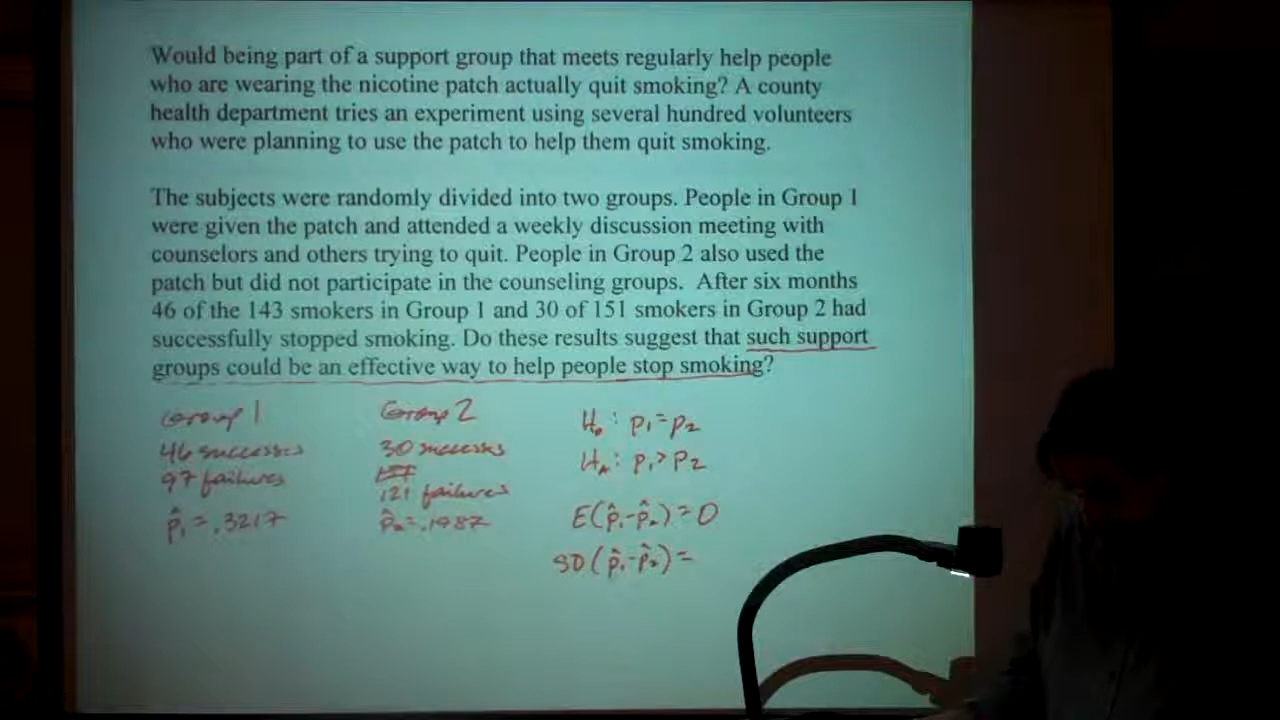 Would being part of a support group that meets regularly help people
who are wearing the nicotine patch actually quit smoking? A county
health department tries an experiment using several hundred volunteers
who were planning to use the patch to help them quit smoking.
The subjects were randomly divided into two groups. People in Group 1
were given the patch and attended a weekly discussion meeting with
counselors and others trying to quit. People in Group 2 also used the
patch but did not participate in the counseling groups. After six months
46 of the 143 smokers in Group 1 and 30 of 151 smokers in Group 2 had
successfully stopped smoking. Do these results suggest that such support
groups could be an effective way to help people stop smoking?
Group 1
46 successes
97 failures
p̂₁ = .3217
Group 2
30 successes
121 failures
p̂₂ = .1987
H₀: p₁ = p₂
Hₐ: p₁ > p₂
E(p̂₁-p̂₂) = 0
SD(p̂₁-p̂₂) =